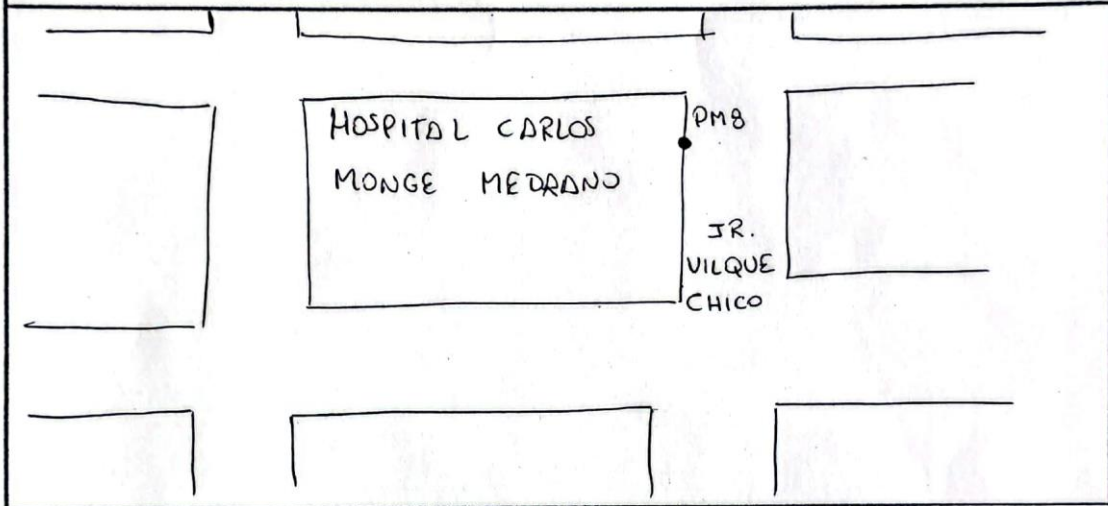 HOSPITAL CARLOS
MONGE MEDRANO
PM8
JR.
VILQUE
CHICO